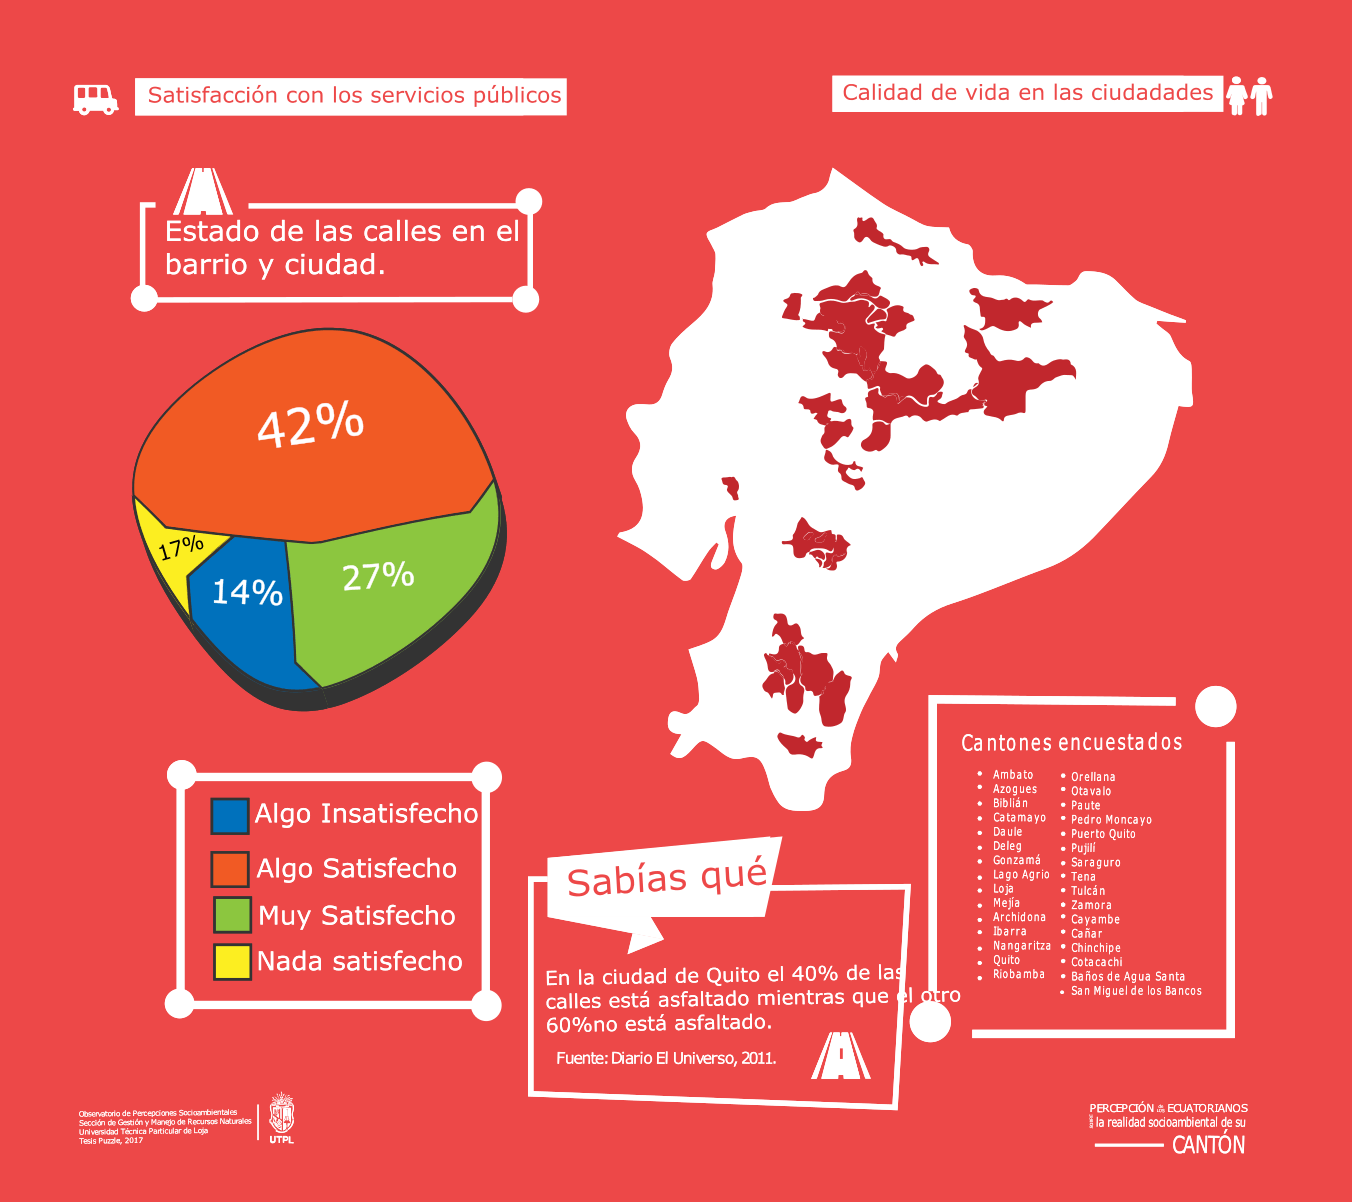 Satisfacción con los servicios públicos
Calidad de vida en las ciudadades
Estado de las calles en el
barrio y ciudad.
42%
17%
14%
27%
Algo Insatisfecho
Algo Satisfecho
Muy Satisfecho
Nada satisfecho
Sabías qué
En la ciudad de Quito el 40% de las
calles está asfaltado mientras que el otro
60%no está asfaltado.
Fuente: Diario El Universo, 2011.
Cantones encuestados
Ambato
Azogues
Biblián
Catamayo
Daule
Deleg
Gonzamá
Lago Agrio
Loja
Mejía
Archidona
Ibarra
Nangaritza
Quito
Riobamba
Orellana
Otavalo
Paute
Pedro Moncayo
Puerto Quito
Pujilí
Saraguro
Tena
Tulcán
Zamora
Cayambe
Cañar
Chinchipe
Cotacachi
Baños de Agua Santa
San Miguel de los Bancos
Observatorio de Percepciones Socioambientales
Sección de Gestión y Manejo de Recursos Naturales
Universidad Técnica Particular de Loja
Tesis Puzzle, 2017
UTPL
PERCEPCIÓN ECUATORIANOS
la realidad socioambiental de su
CANTÓN